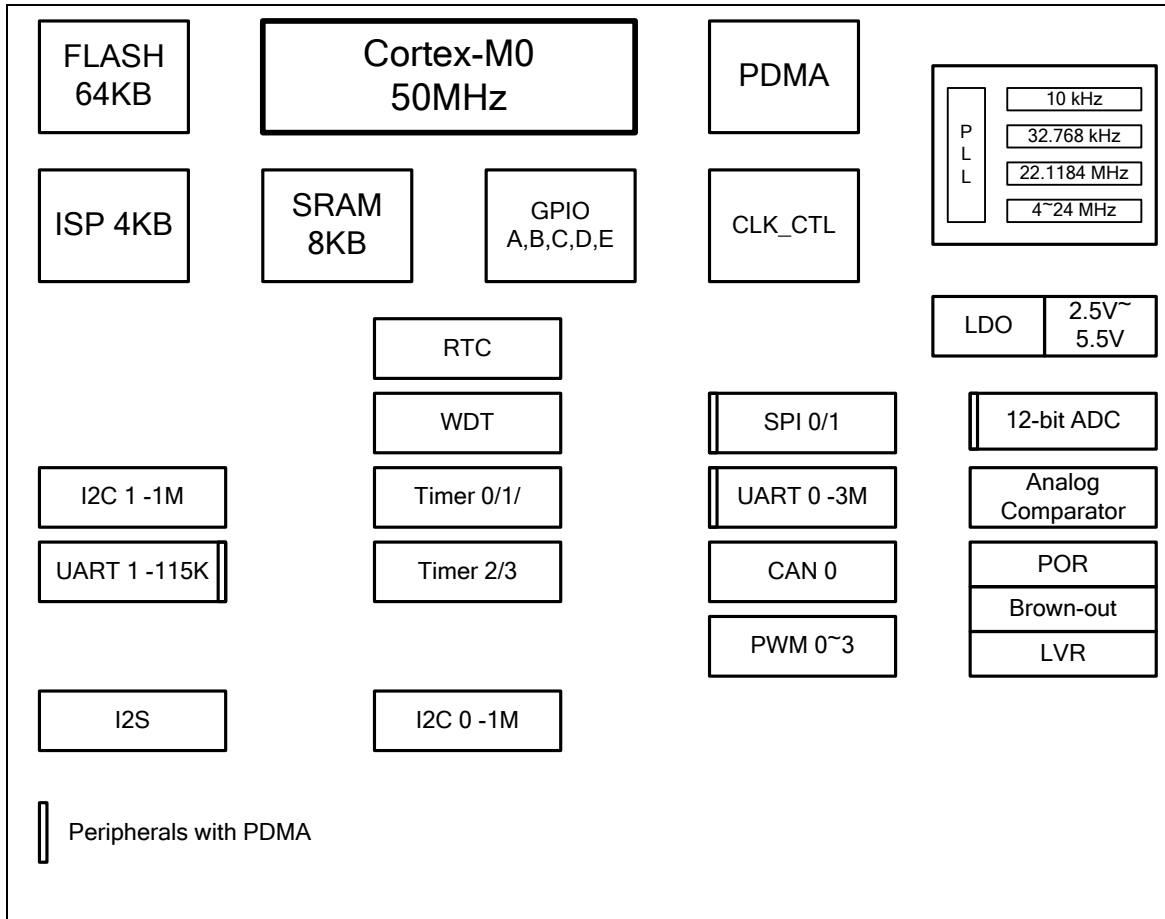 FLASH
64KB
Cortex-M0
50MHz
PDMA
P
L
L
10 kHz
32.768 kHz
22.1184 MHz
4~24 MHz
ISP 4KB
SRAM
8KB
GPIO
A,B,C,D,E
CLK_CTL
LDO
2.5V~
5.5V
RTC
WDT
SPI 0/1
12-bit ADC
I2C 1 -1M
Timer 0/1/
UART 0 -3M
Analog
Comparator
UART 1 -115K
Timer 2/3
CAN 0
POR
Brown-out
PWM 0~3
LVR
I2S
I2C 0 -1M
Peripherals with PDMA